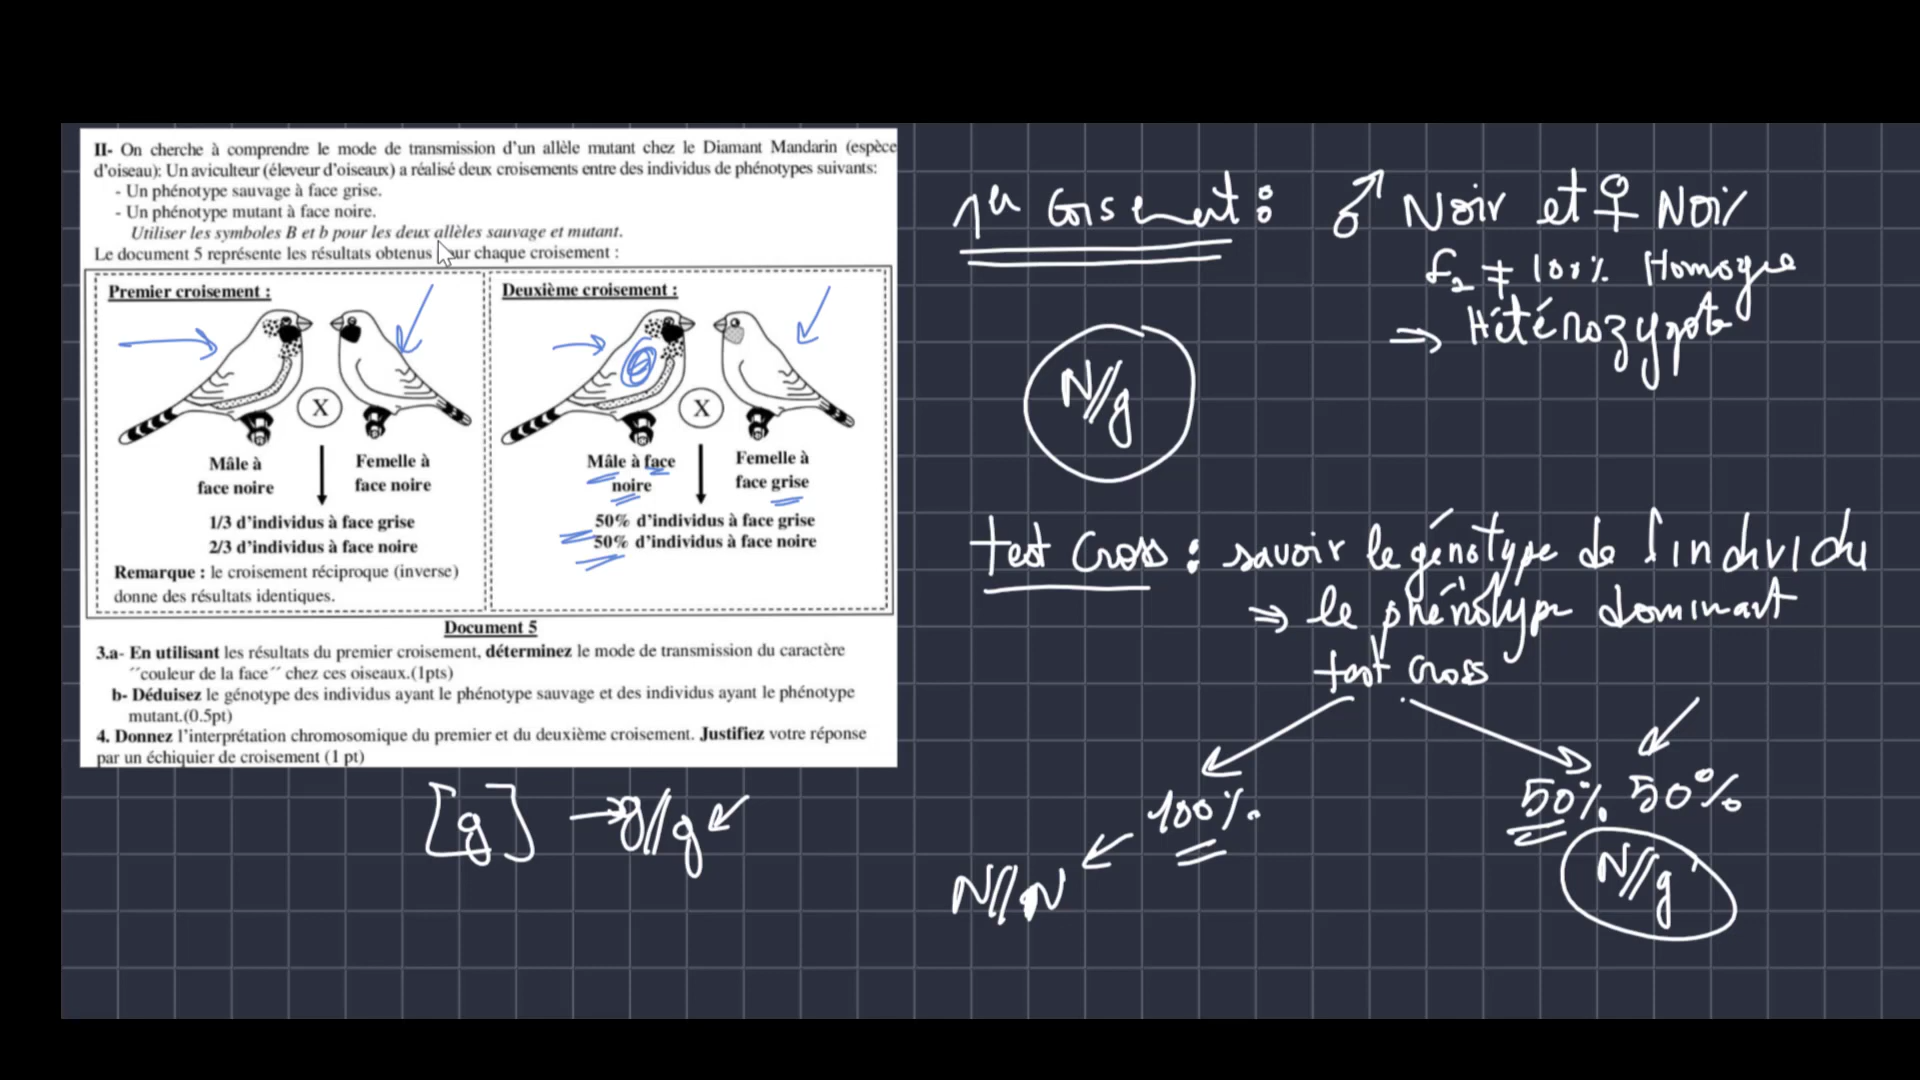 II- On cherche à comprendre le mode de transmission d'un allèle mutant chez le Diamant Mandarin (espèce
d'oiseau): Un aviculteur (éleveur d'oiseaux) a réalisé deux croisements entre des individus de phénotypes suivants:
- Un phénotype sauvage à face grise.
- Un phénotype mutant à face noire.
Utiliser les symboles B et b pour les deux allèles sauvage et mutant.
Le document 5 représente les résultats obtenus pour chaque croisement :
Premier croisement :
X
Mâle à
face noire
Femelle à
face noire
1/3 d'individus à face grise
2/3 d'individus à face noire
Remarque : le croisement réciproque (inverse)
donne des résultats identiques.
Deuxième croisement :
X
Mâle à face
noire
Femelle à
face grise
50% d'individus à face grise
50% d'individus à face noire
Document 5
3.a- En utilisant les résultats du premier croisement, déterminez le mode de transmission du caractère
´´couleur de la face´´ chez ces oiseaux.(1pts)
b- Déduisez le génotype des individus ayant le phénotype sauvage et des individus ayant le phénotype
mutant.(0.5pt)
4. Donnez l'interprétation chromosomique du premier et du deuxième croisement. Justifiez votre réponse
par un échiquier de croisement (1 pt)
[g] → g//g
1er :
♂ Noir et ♀ Noir
≠ 100%
⇒ Hétérozygote
N//g
test Cross : savoir le génotype de l'individu
⇒ le phénotype dominant
test cross
100%
50% 50%
N//N
N//g